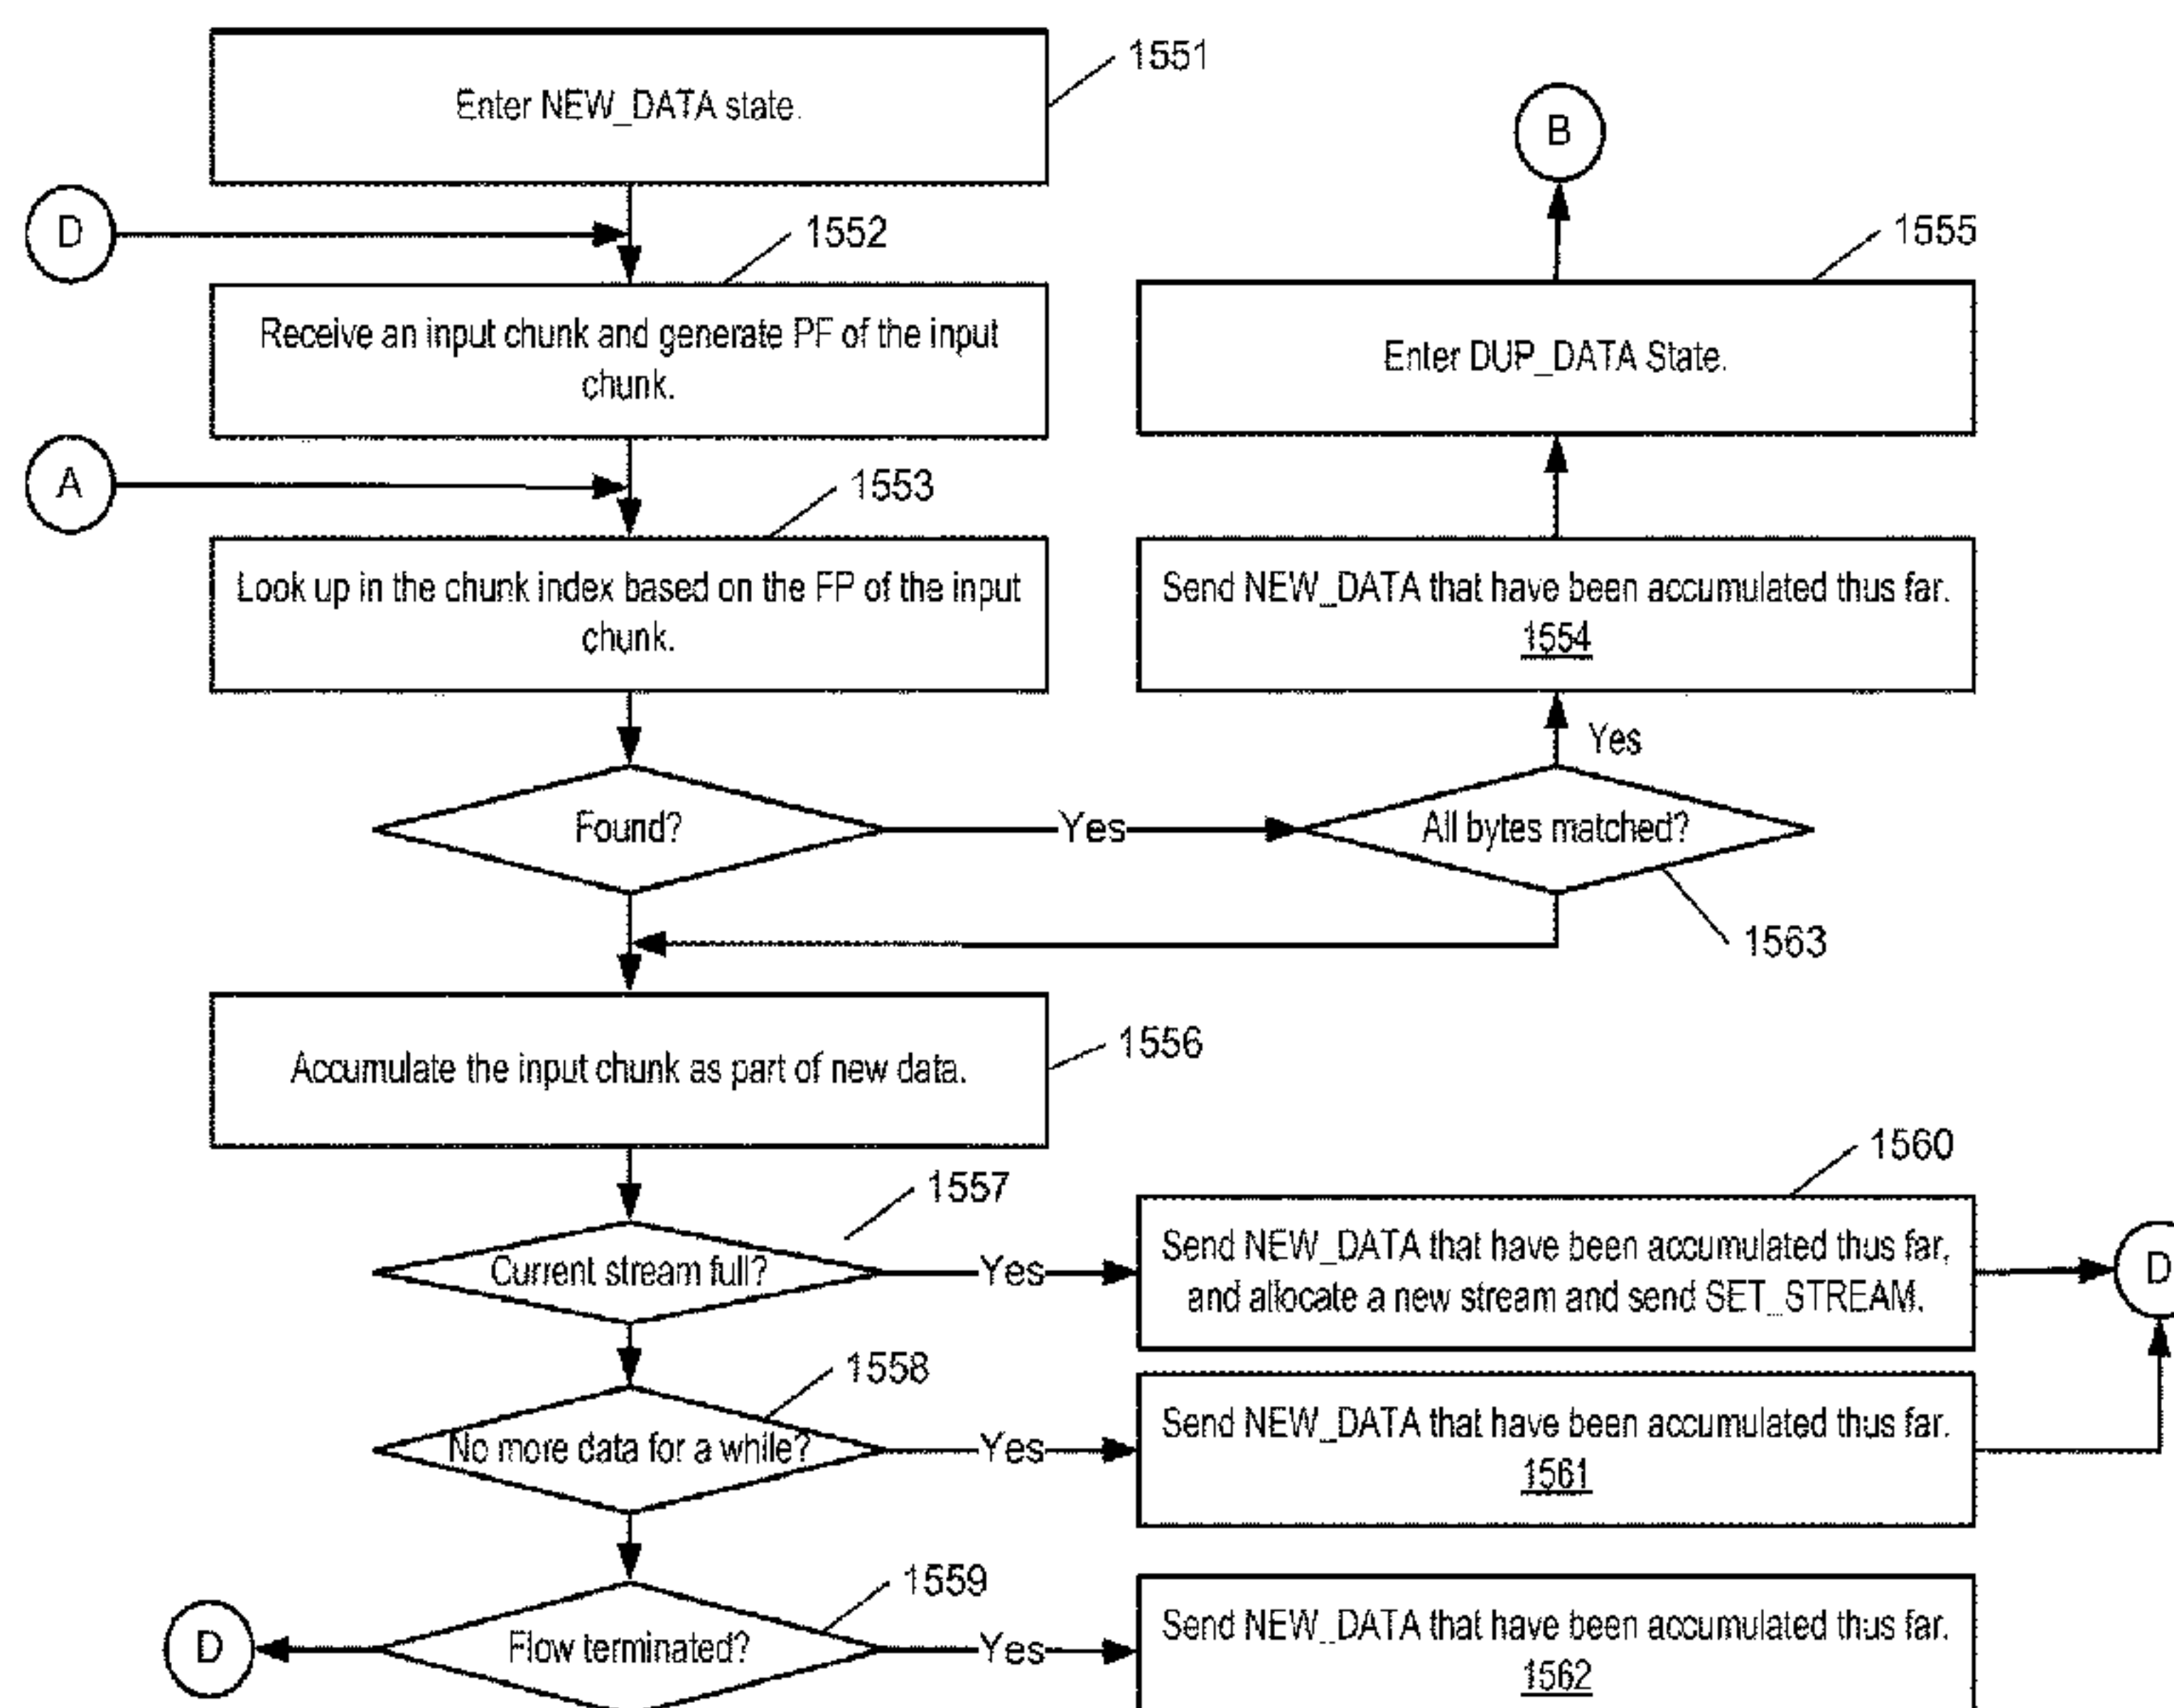 1551
Enter NEW_DATA state.
B
D
1552
1555
Receive an input chunk and generate PF of the input
chunk.
Enter DUP_DATA State.
A
1553
Look up in the chunk index based on the FP of the input
chunk.
Send NEW_DATA that have been accumulated thus far.
1554
Yes
Found?
Yes
All bytes matched?
1563
Accumulate the input chunk as part of new data.
1556
1560
1557
Current stream full?
Yes
Send NEW_DATA that have been accumulated thus far,
and allocate a new stream and send SET_STREAM.
D
1558
No more data for a while?
Yes
Send NEW_DATA that have been accumulated thus far.
1561
1559
D
Flow terminated?
Yes
Send NEW_DATA that have been accumulated thus far.
1562